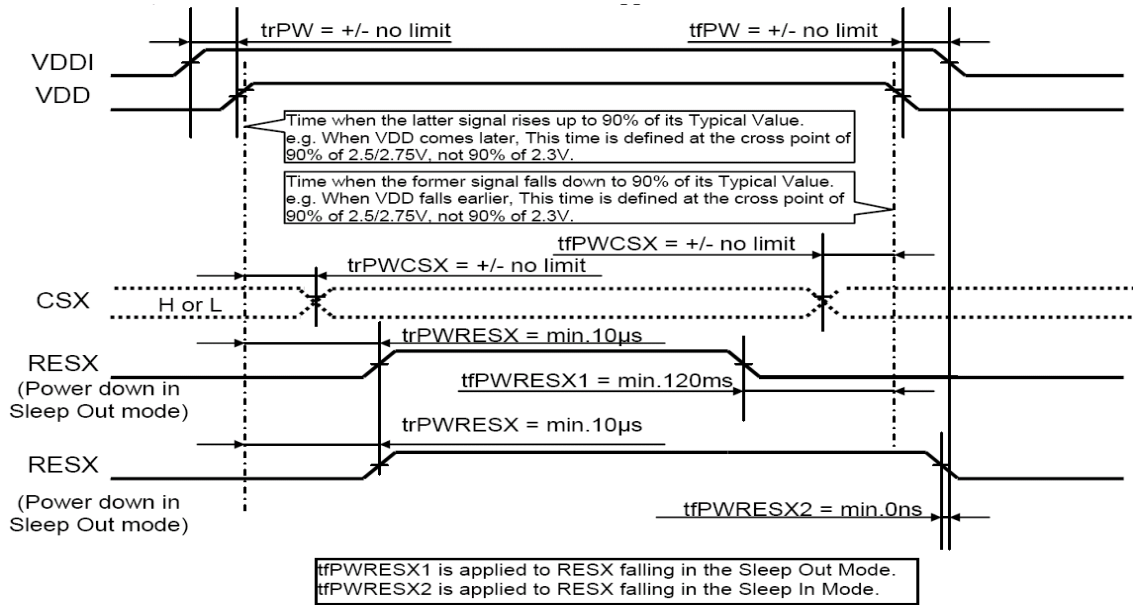 trPW = +/- no limit
tfPW = +/- no limit
VDDI
VDD
Time when the latter signal rises up to 90% of its Typical Value.
e.g. When VDD comes later, This time is defined at the cross point of
90% of 2.5/2.75V, not 90% of 2.3V.
Time when the former signal falls down to 90% of its Typical Value.
e.g. When VDD falls earlier, This time is defined at the cross point of
90% of 2.5/2.75V, not 90% of 2.3V.
tfPWCSX = +/- no limit
trPWCSX = +/- no limit
CSX
H or L
trPWRESX = min.10µs
RESX
(Power down in
Sleep Out mode)
tfPWRESX1 = min.120ms
trPWRESX = min.10µs
RESX
(Power down in
Sleep Out mode)
tfPWRESX2 = min.0ns
tfPWRESX1 is applied to RESX falling in the Sleep Out Mode.
tfPWRESX2 is applied to RESX falling in the Sleep In Mode.